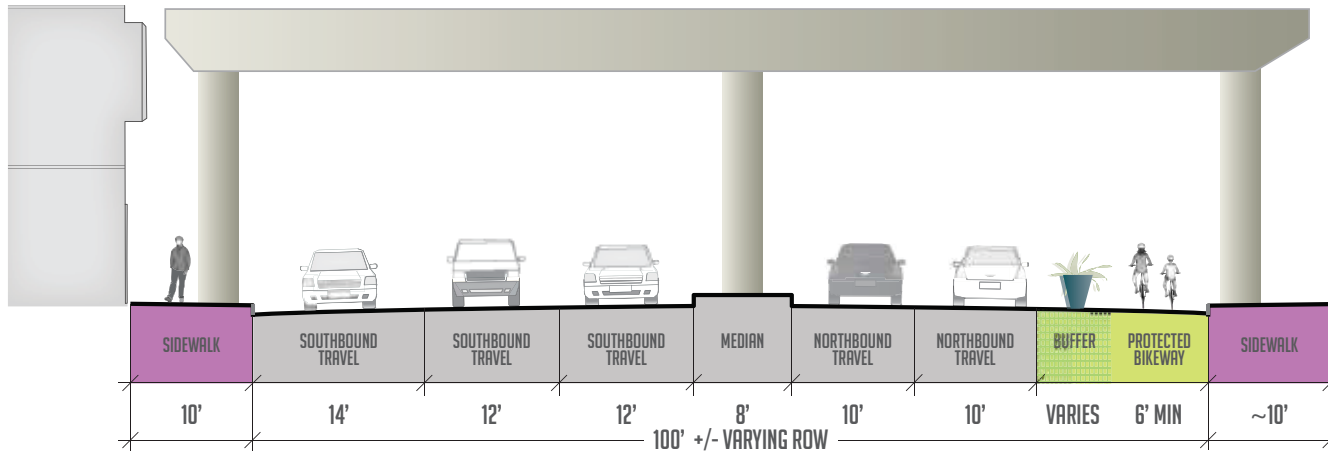 SIDEWALK
SOUTHBOUND
TRAVEL
SOUTHBOUND
TRAVEL
SOUTHBOUND
TRAVEL
MEDIAN
NORTHBOUND
TRAVEL
NORTHBOUND
TRAVEL
BUFFER
PROTECTED
BIKEWAY
SIDEWALK
10’
14’
12’
12’
8’
10’
10’
VARIES
6’ MIN
~10’
100’ +/- VARYING ROW